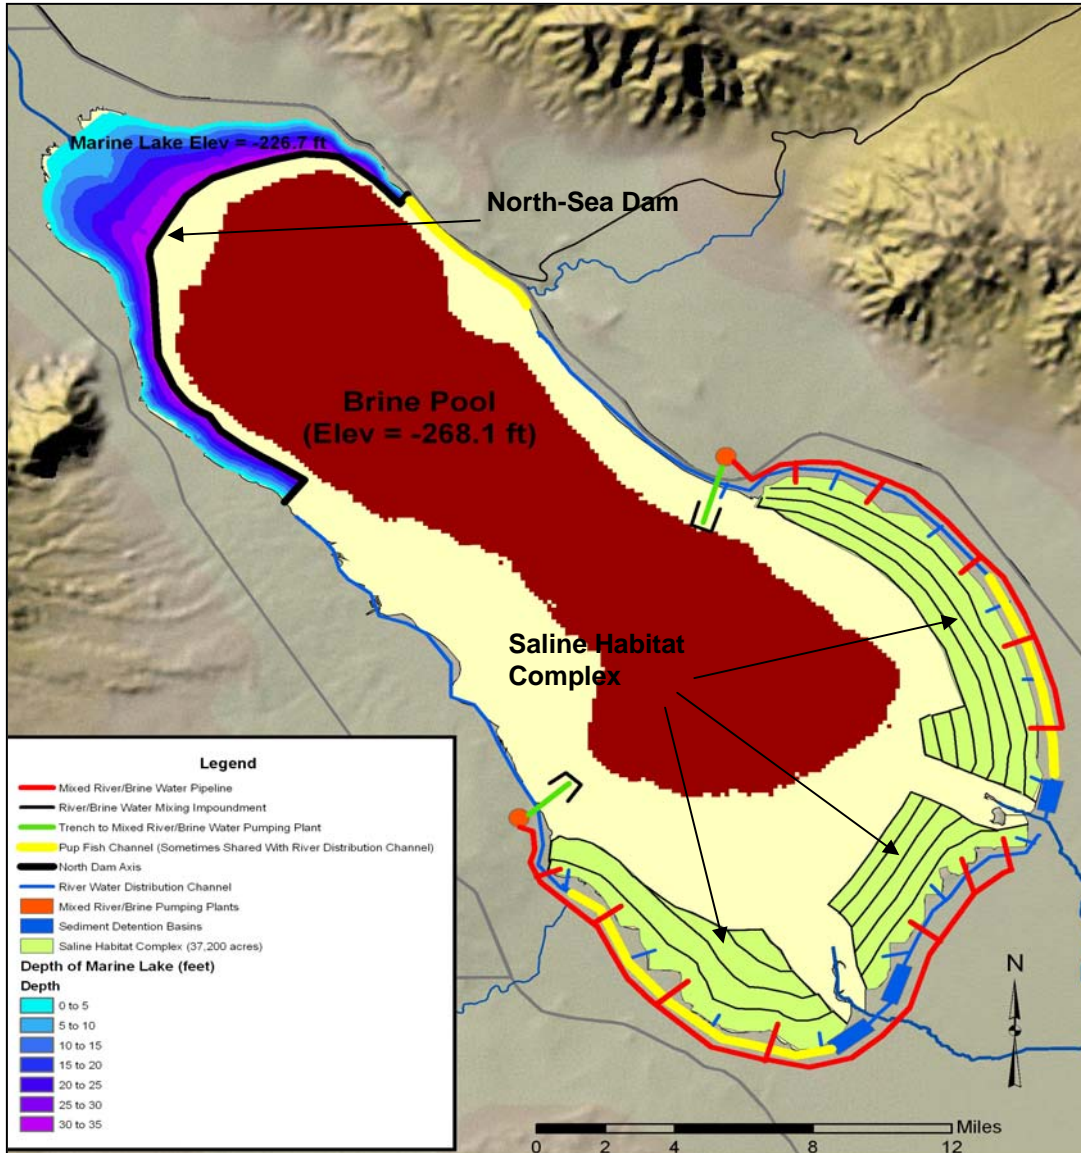 Marine Lake Elev = -226.7 ft
North-Sea Dam
Brine Pool
(Elev = -268.1 ft)
Saline Habitat
Complex
Legend
Mixed River/Brine Water Pipeline
River/Brine Water Mixing Impoundment
Trench to Mixed River/Brine Water Pumping Plant
Pup Fish Channel (Sometimes Shared With River Distribution Channel)
North Dam Axis
River Water Distribution Channel
Mixed River/Brine Pumping Plants
Sediment Detention Basins
Saline Habitat Complex (37,200 acres)
Depth of Marine Lake (feet)
Depth
0 to 5
5 to 10
10 to 15
15 to 20
20 to 25
25 to 30
30 to 35
N
Miles
0 2 4 8 12